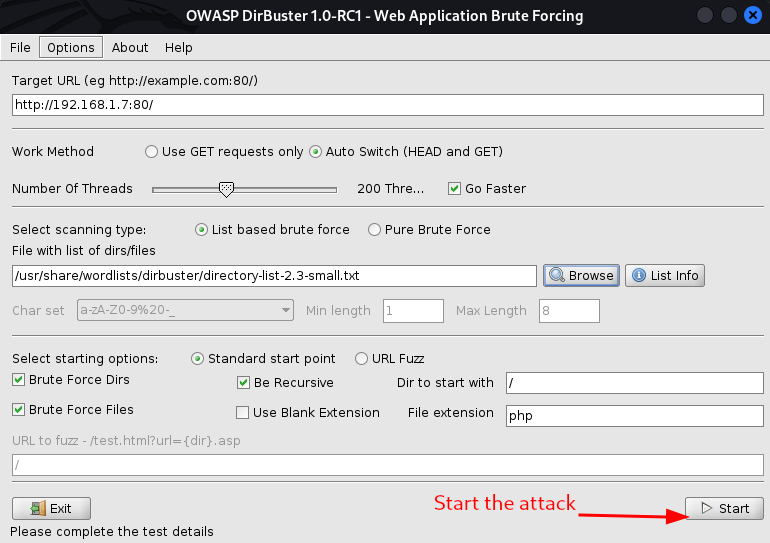 OWASP DirBuster 1.0-RC1 - Web Application Brute Forcing
File Options About Help
Target URL (eg http://example.com:80/)
http://192.168.1.7:80/
Work Method Use GET requests only Auto Switch (HEAD and GET)
Number Of Threads 200 Thre... Go Faster
Select scanning type: List based brute force Pure Brute Force
File with list of dirs/files
/usr/share/wordlists/dirbuster/directory-list-2.3-small.txt Browse List Info
Char set a-zA-Z0-9%20-_ Min length 1 Max Length 8
Select starting options: Standard start point URL Fuzz
Brute Force Dirs Be Recursive Dir to start with /
Brute Force Files Use Blank Extension File extension php
URL to fuzz - /test.html?url={dir}.asp
/
Exit Start the attack Start
Please complete the test details